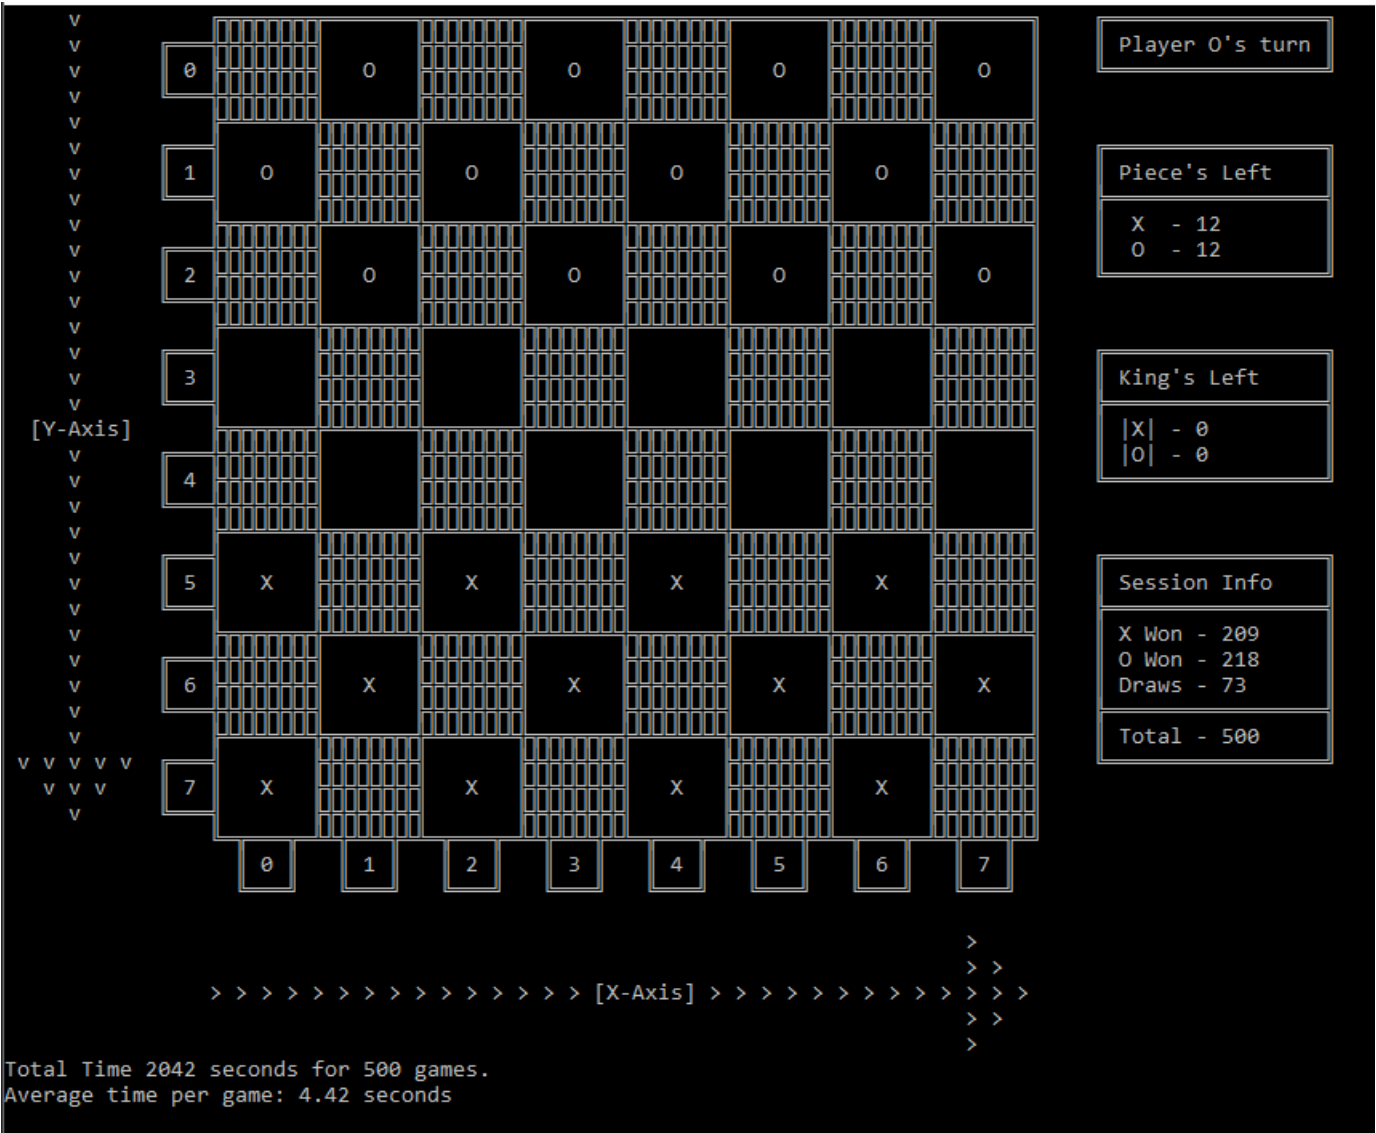 Player O's turn
0 O O O O
1 O O O O
Piece's Left
X - 12
O - 12
2 O O O O
3
King's Left
|X| - 0
|O| - 0
[Y-Axis]
4
5 X X X X
Session Info
X Won - 209
O Won - 218
Draws - 73
Total - 500
6 X X X X
7 X X X X
0 1 2 3 4 5 6 7
> > > > > > > > > > > > > > > [X-Axis] > > > > > > > > > > > > >
Total Time 2042 seconds for 500 games.
Average time per game: 4.42 seconds